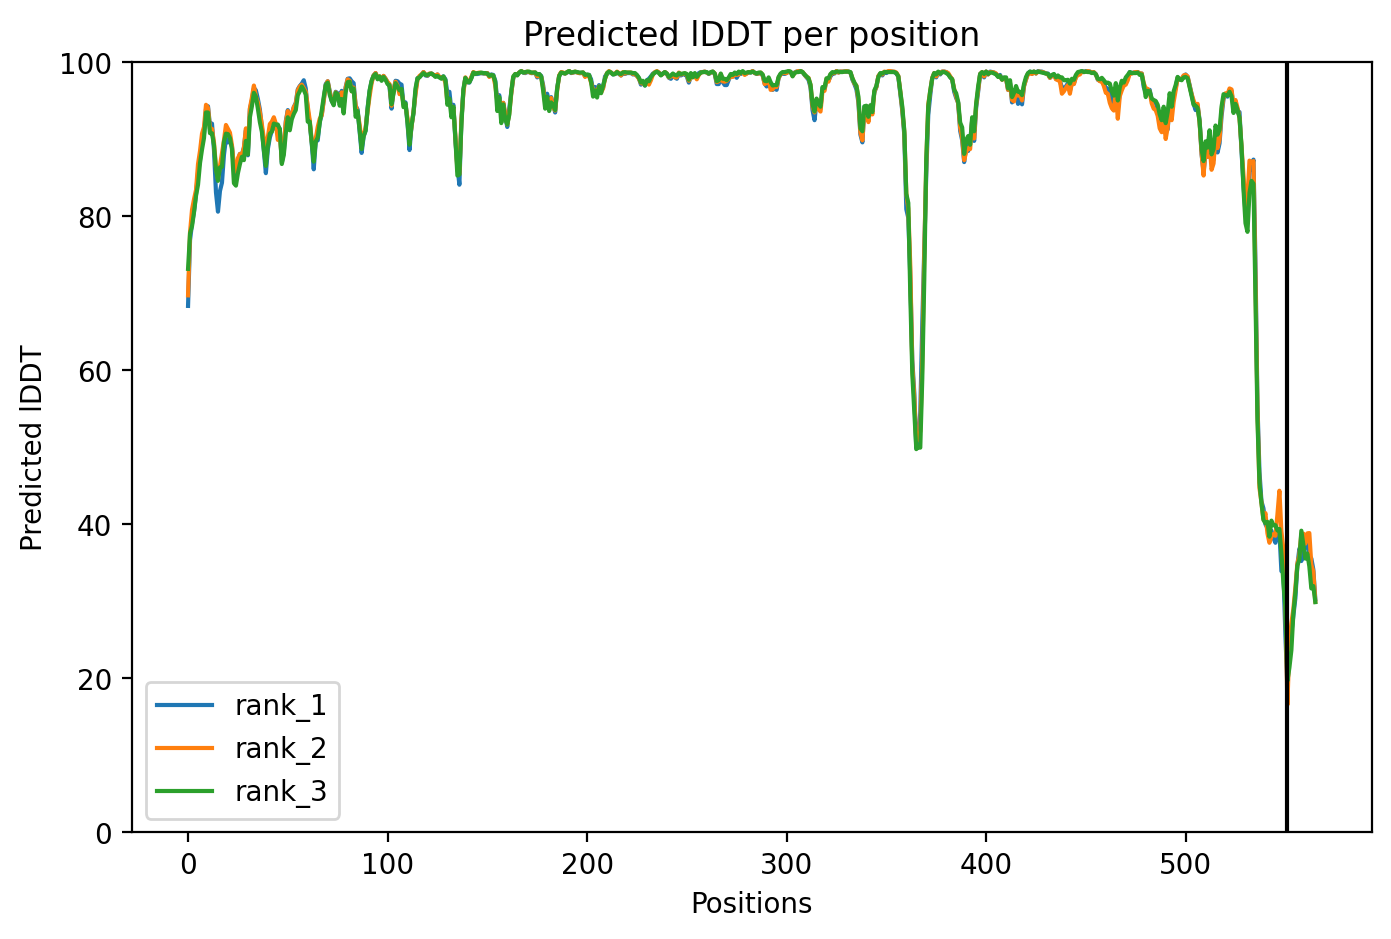 Predicted lDDT per position
100
80
60
40
20
0
Predicted lDDT
rank_1
rank_2
rank_3
0 100 200 300 400 500
Positions